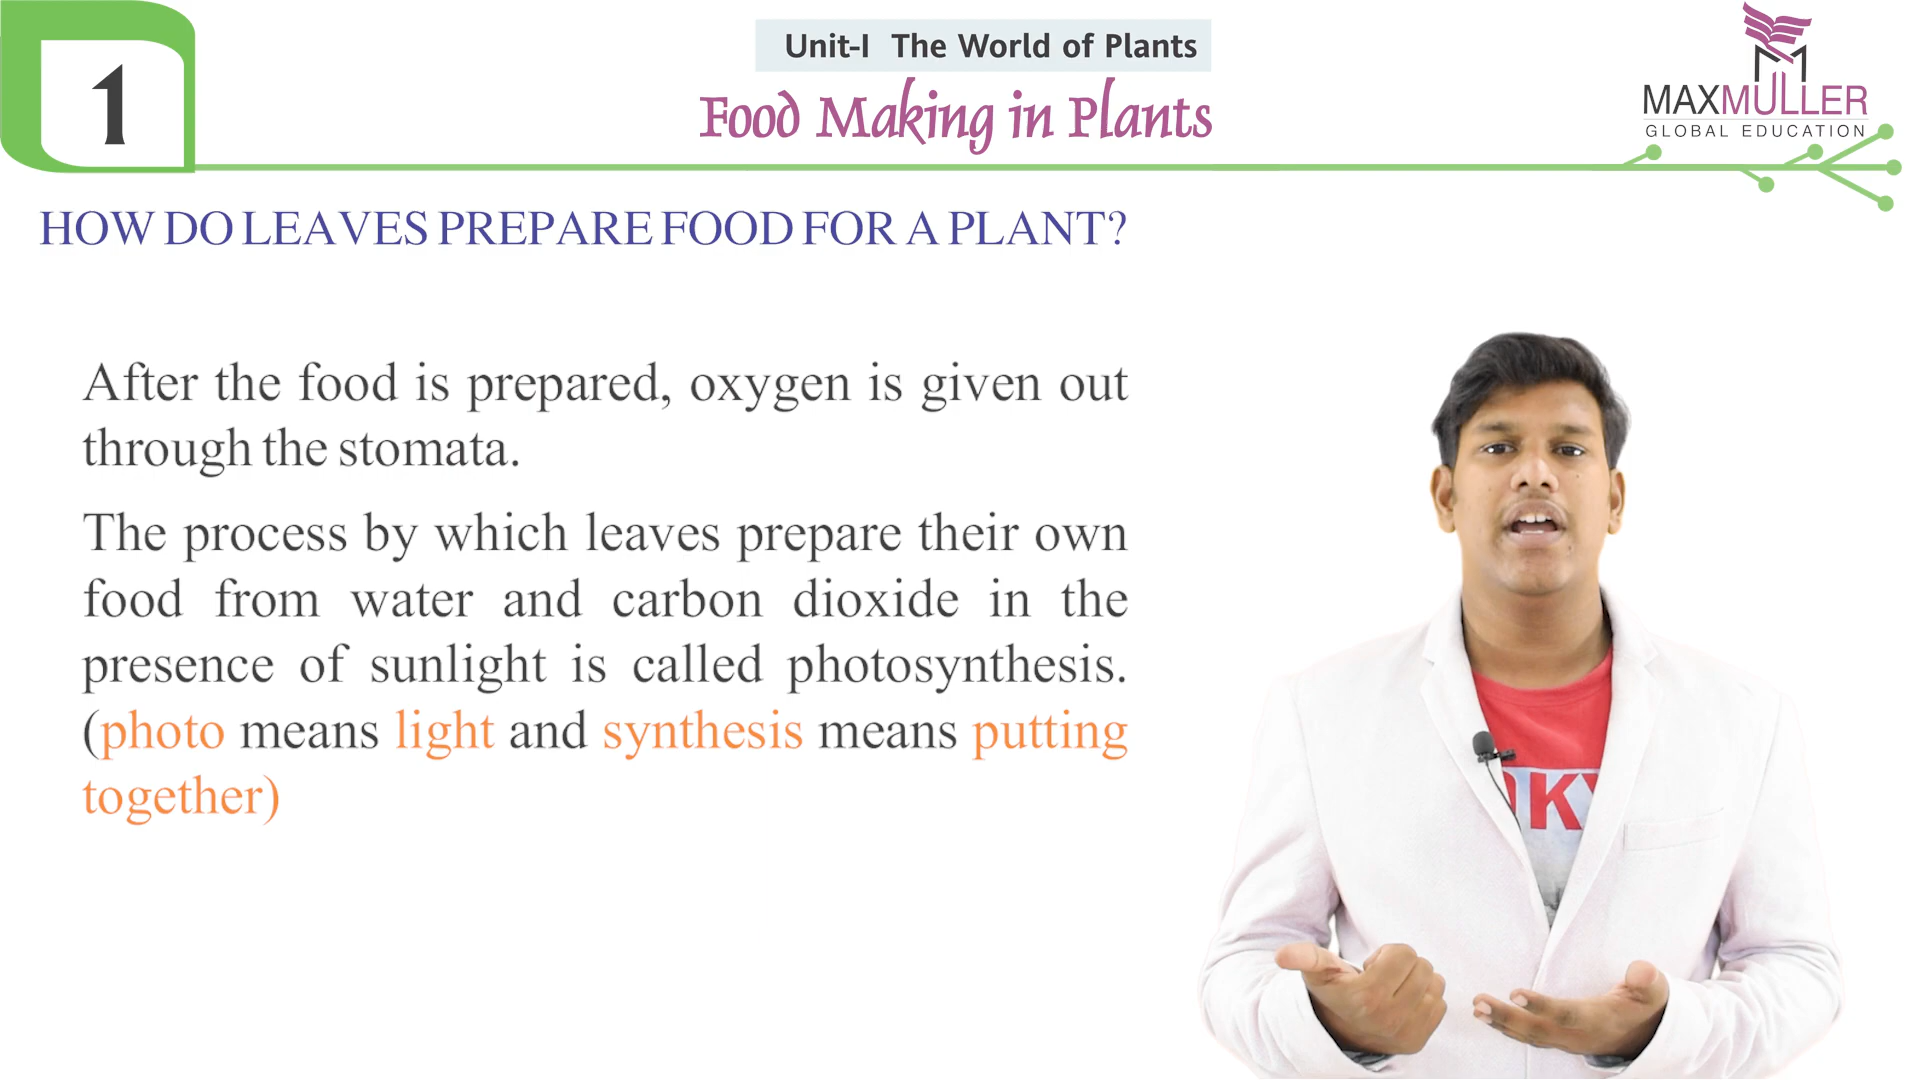 1
Unit-I The World of Plants
Food Making in Plants
MAXMULLER
GLOBAL EDUCATION
HOW DO LEAVES PREPARE FOOD FOR A PLANT?
After the food is prepared, oxygen is given out
through the stomata.
The process by which leaves prepare their own
food from water and carbon dioxide in the
presence of sunlight is called photosynthesis.
(photo means light and synthesis means putting
together)